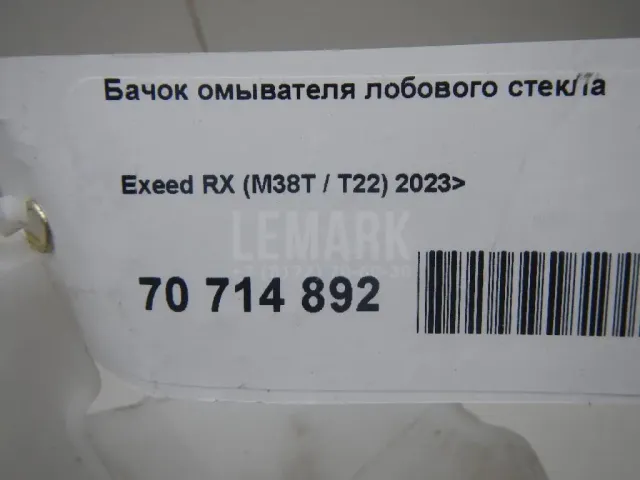 Бачок омывателя лобового стекла
Exeed RX (M38T / T22) 2023>
LEMARK
70 714 892